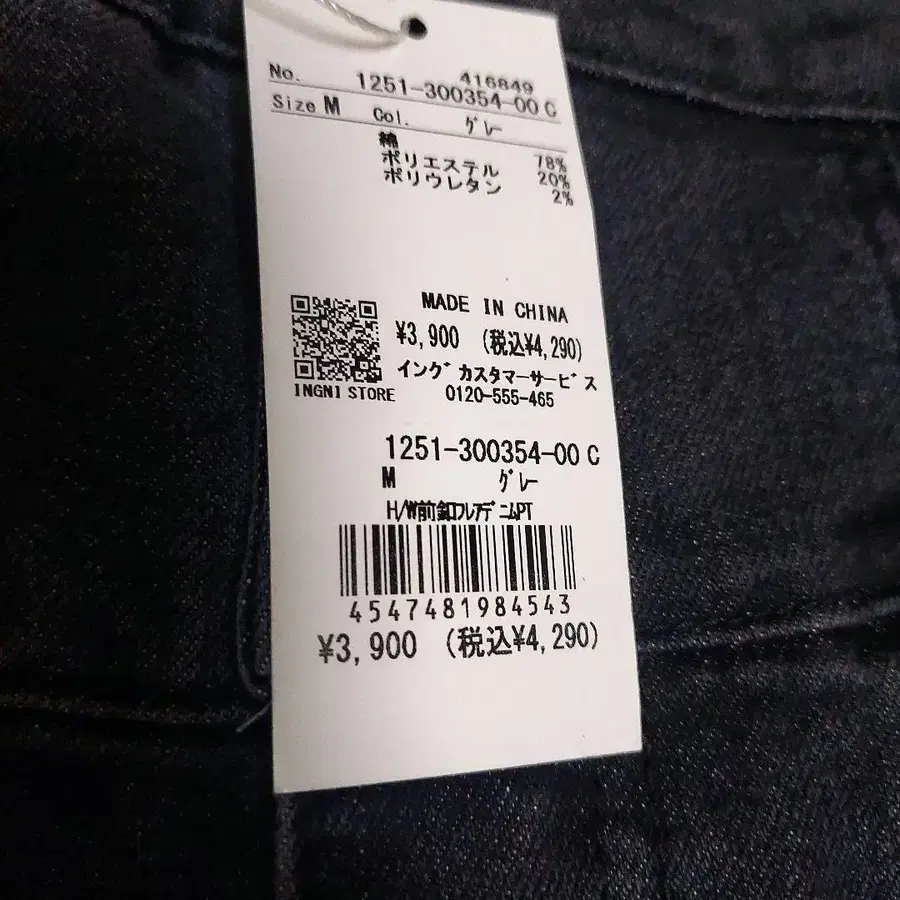 416849
No. 1251-300354-00 C
Size M Col. グレー
綿 78%
ポリエステル 20%
ポリウレタン 2%
MADE IN CHINA
¥3,900 (税込¥4,290)
イング カスタマーサービス
INGNI STORE 0120-555-465
1251-300354-00 C
M グレー
H/W前釦フレアデニムPT
4547481984543
¥3,900 (税込¥4,290)